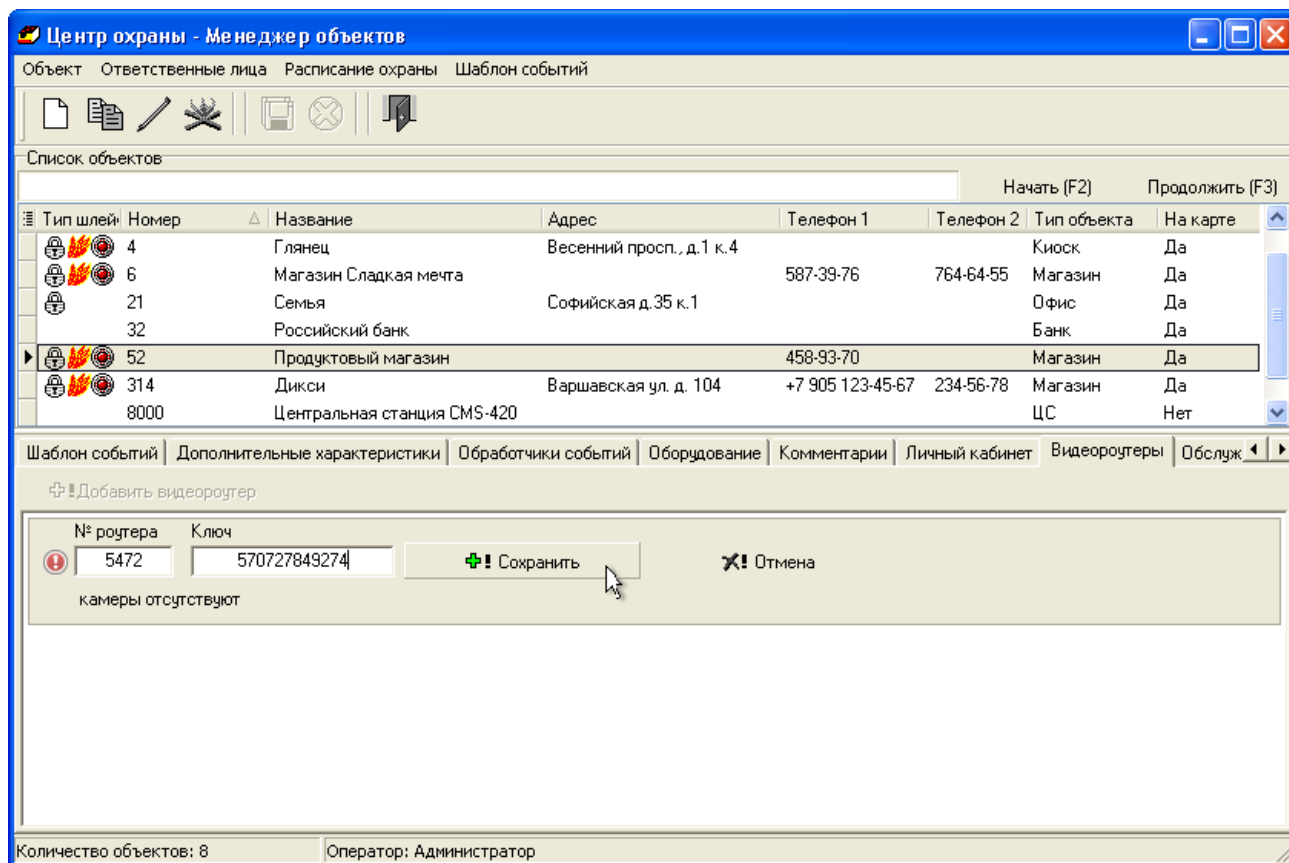 Центр охраны - Менеджер объектов
Объект Ответственные лица Расписание охраны Шаблон событий
Список объектов
Начать (F2) Продолжить (F3)
Тип шлей Номер Название Адрес Телефон 1 Телефон 2 Тип объекта На карте
4 Глянец Весенний просп., д.1 к.4 Киоск Да
6 Магазин Сладкая мечта 587-39-76 764-64-55 Магазин Да
21 Семья Софийская д.35 к.1 Офис Да
32 Российский банк Банк Да
52 Продуктовый магазин 458-93-70 Магазин Да
314 Дикси Варшавская ул. д. 104 +7 905 123-45-67 234-56-78 Магазин Да
8000 Центральная станция CMS-420 ЦС Нет
Шаблон событий Дополнительные характеристики Обработчики событий Оборудование Комментарии Личный кабинет Видеороутеры Обслуж
Добавить видеороутер
№ роутера Ключ
5472 570727849274 Сохранить Отмена
камеры отсутствуют
Количество объектов: 8 Оператор: Администратор